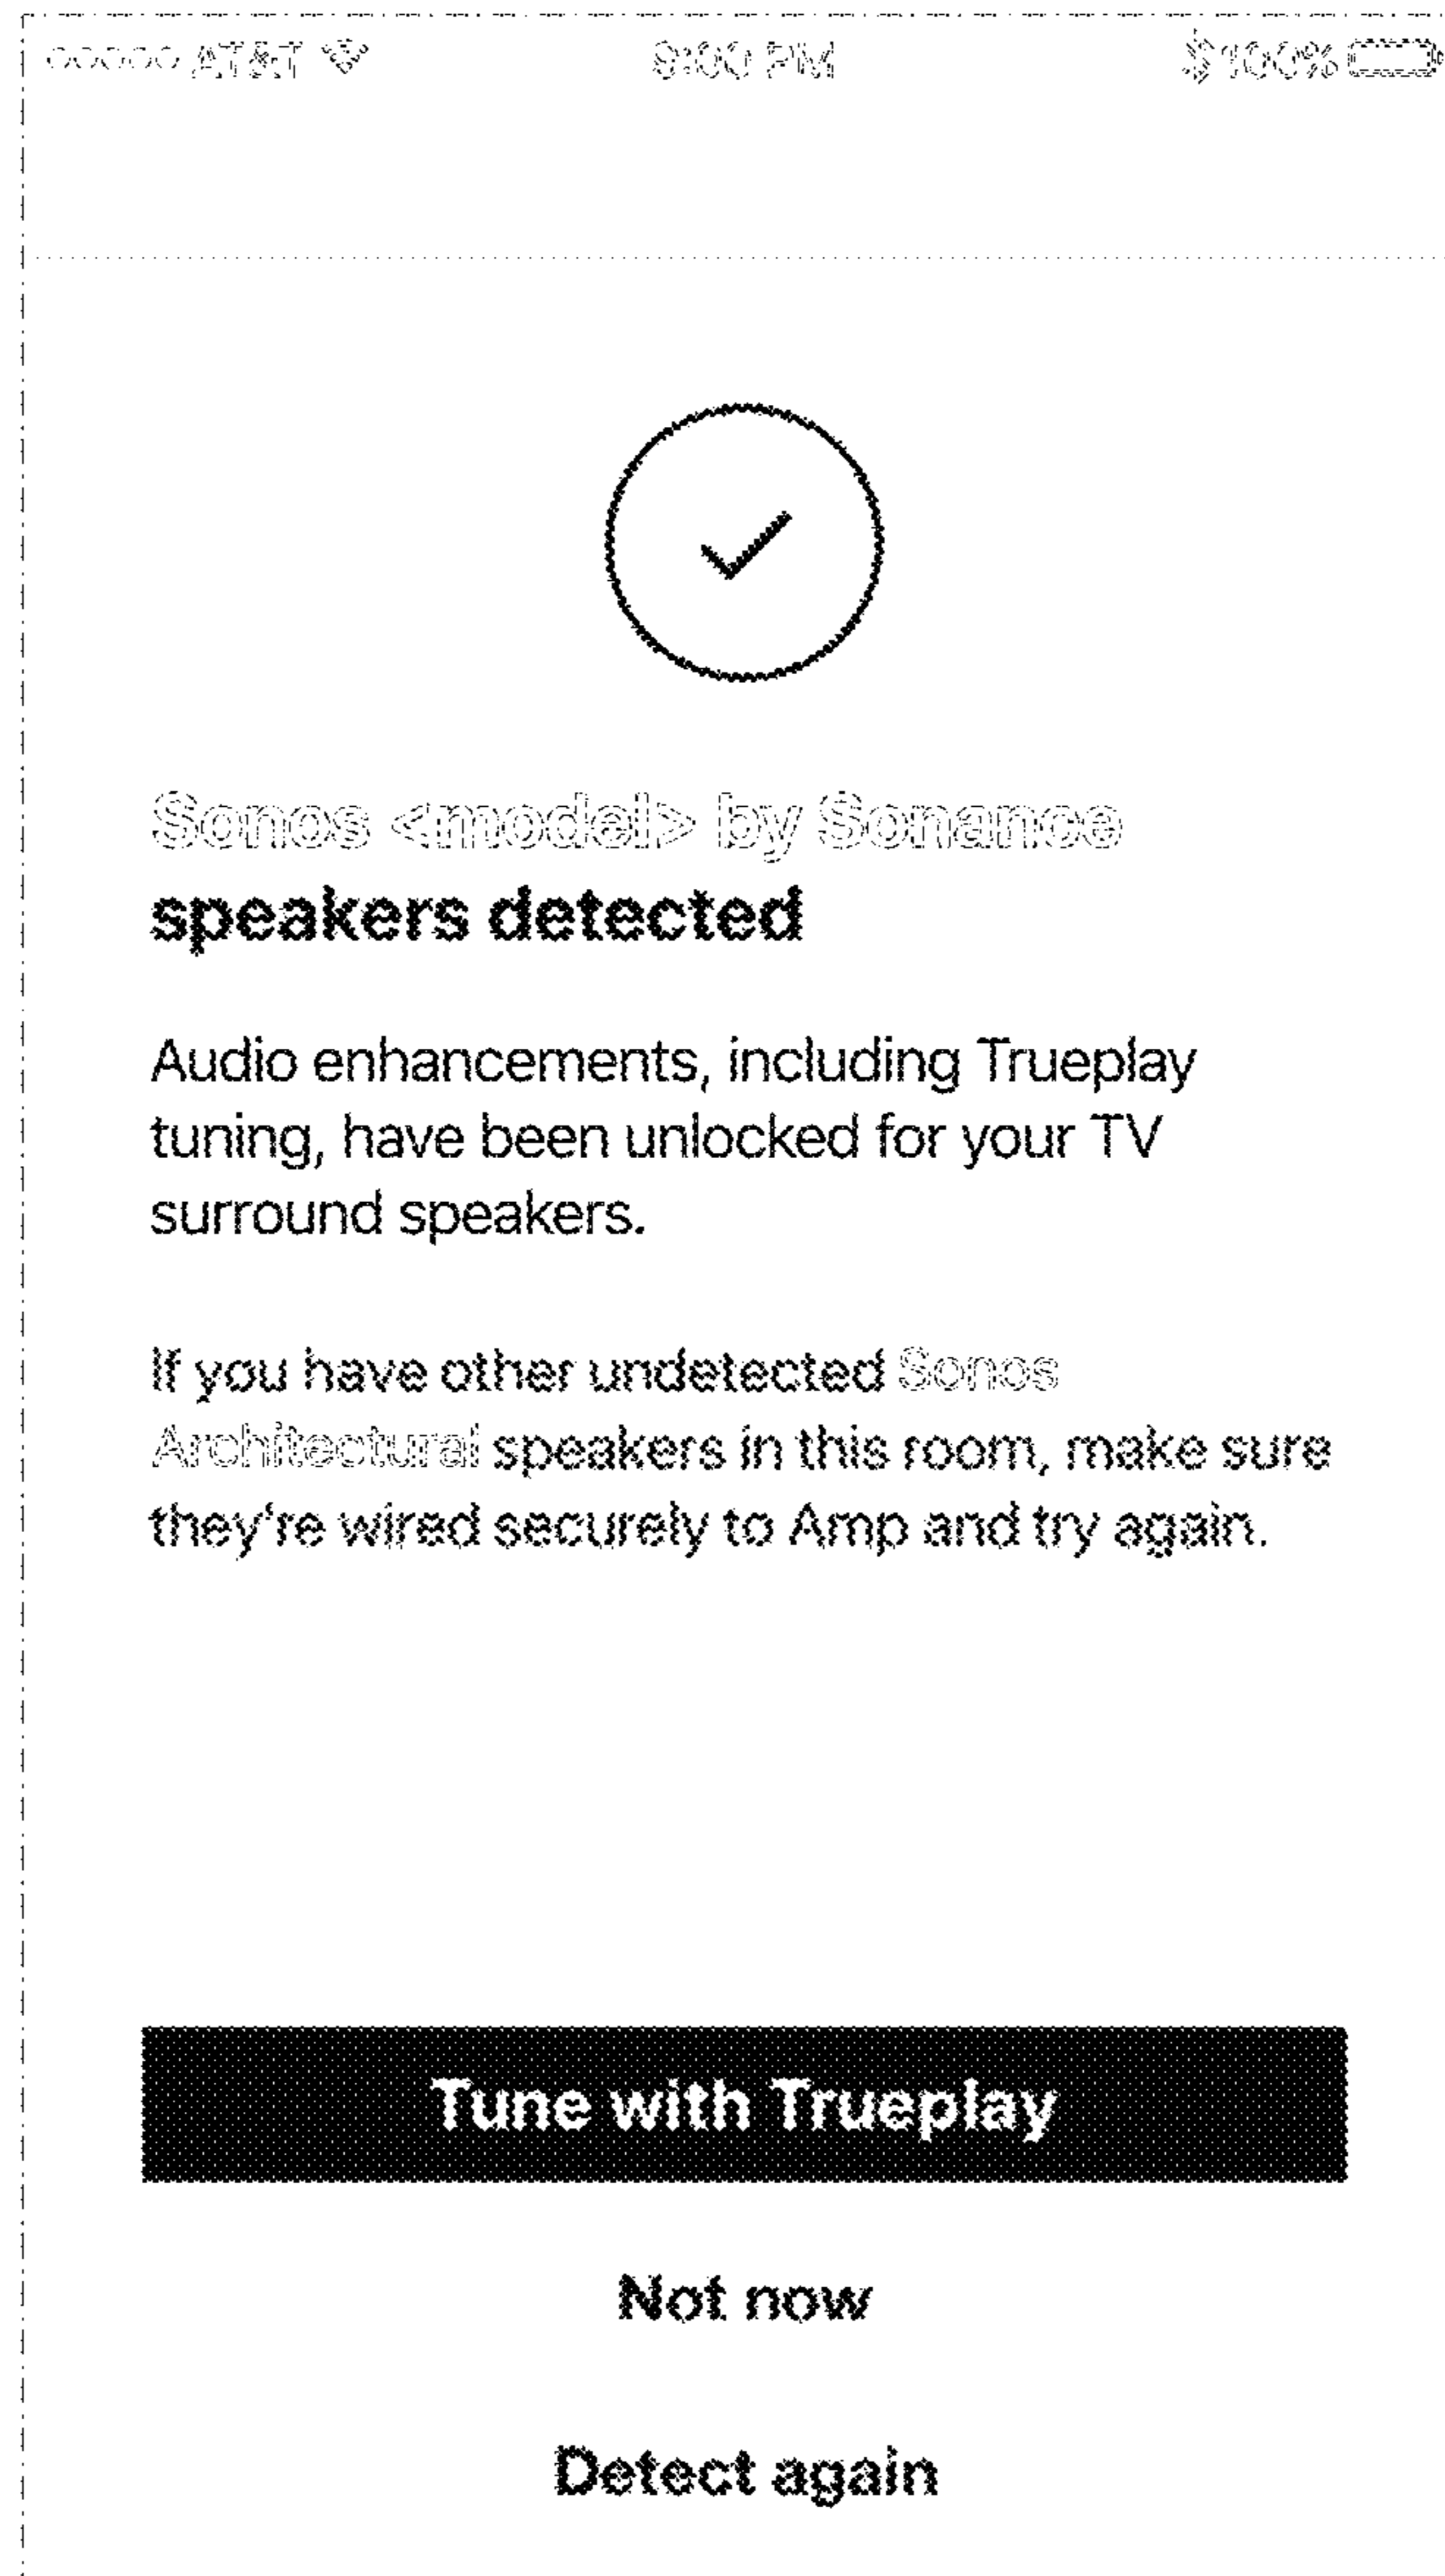 AT&T 9:00 PM 100%
Sonos <model> by Sonance
speakers detected
Audio enhancements, including Trueplay
tuning, have been unlocked for your TV
surround speakers.
If you have other undetected Sonos
Architectural speakers in this room, make sure
they're wired securely to Amp and try again.
Tune with Trueplay
Not now
Detect again